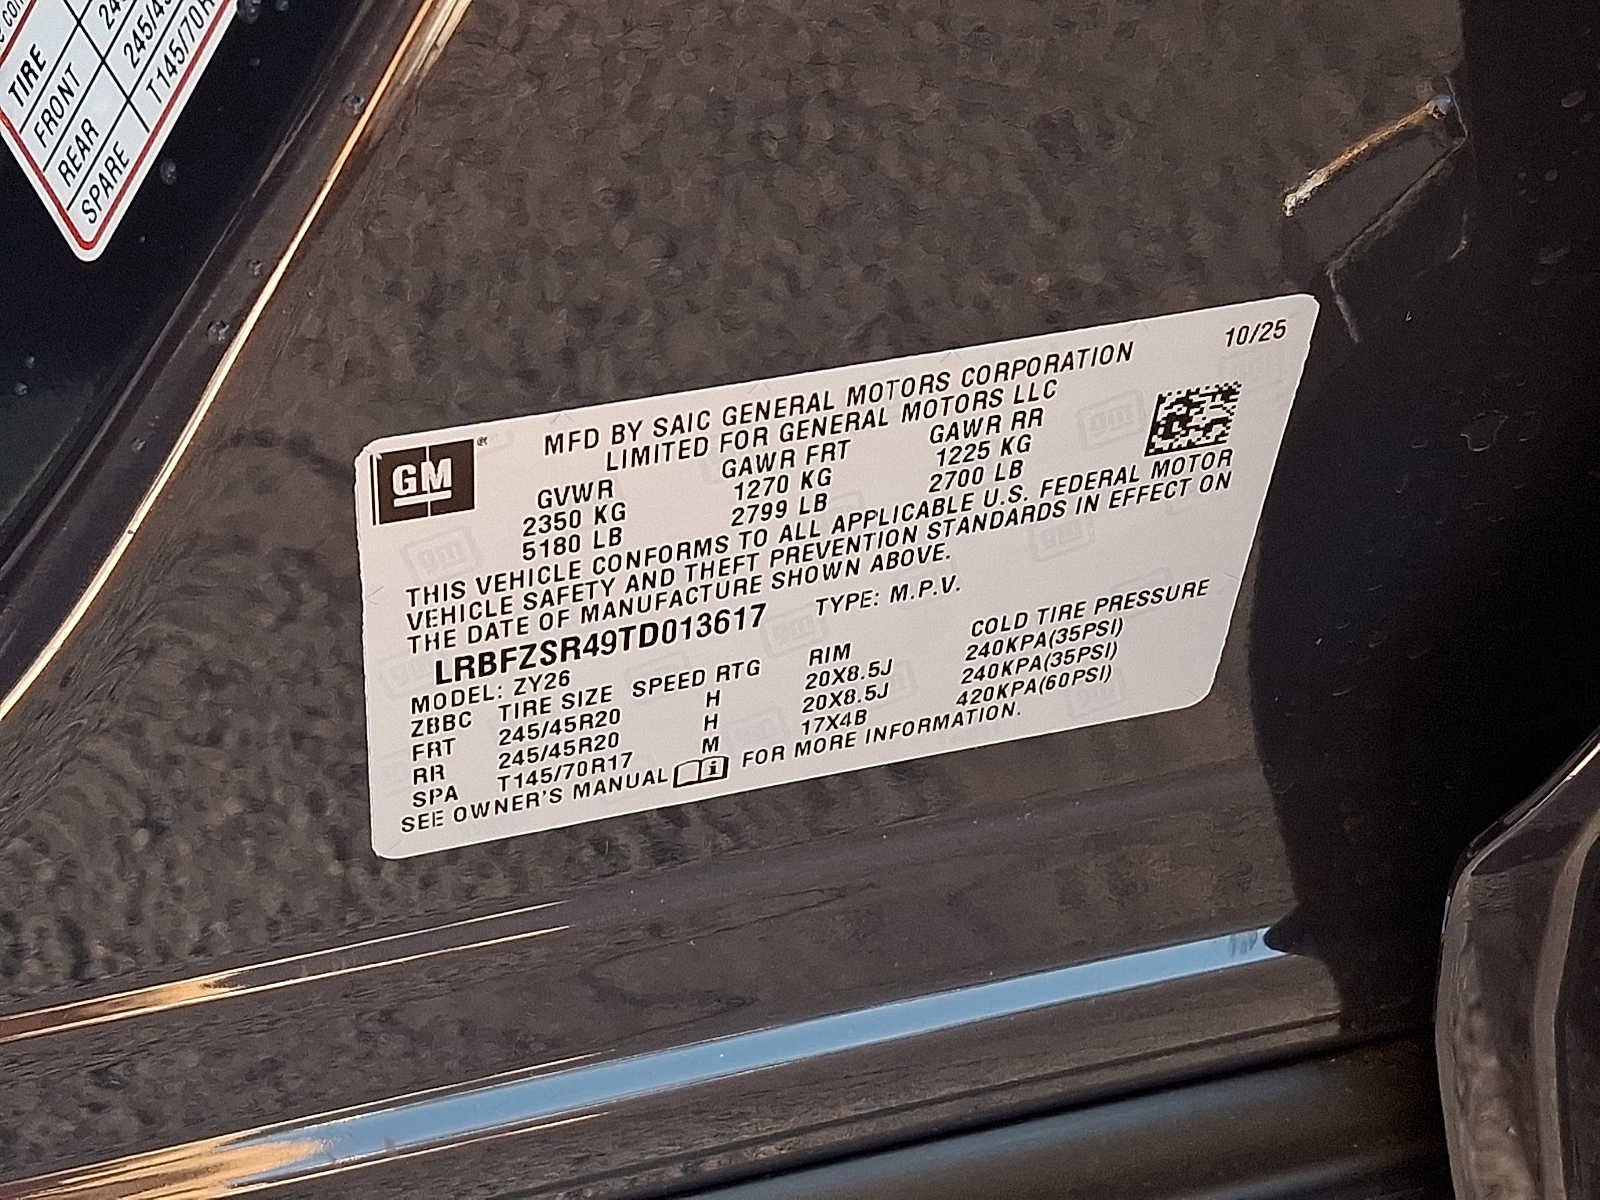 TIRE
FRONT
REAR 245/45
SPARE T145/70R
10/25
GM
MFD BY SAIC GENERAL MOTORS CORPORATION
LIMITED FOR GENERAL MOTORS LLC
GVWR GAWR FRT GAWR RR
2350 KG 1270 KG 1225 KG
5180 LB 2799 LB 2700 LB
THIS VEHICLE CONFORMS TO ALL APPLICABLE U.S. FEDERAL MOTOR
VEHICLE SAFETY AND THEFT PREVENTION STANDARDS IN EFFECT ON
THE DATE OF MANUFACTURE SHOWN ABOVE.
LRBFZSR49TD013617 TYPE: M.P.V.
MODEL: ZY26
ZBBC TIRE SIZE SPEED RTG RIM COLD TIRE PRESSURE
FRT 245/45R20 H 20X8.5J 240KPA(35PSI)
RR 245/45R20 H 20X8.5J 240KPA(35PSI)
SPA T145/70R17 M 17X4B 420KPA(60PSI)
SEE OWNER'S MANUAL FOR MORE INFORMATION.